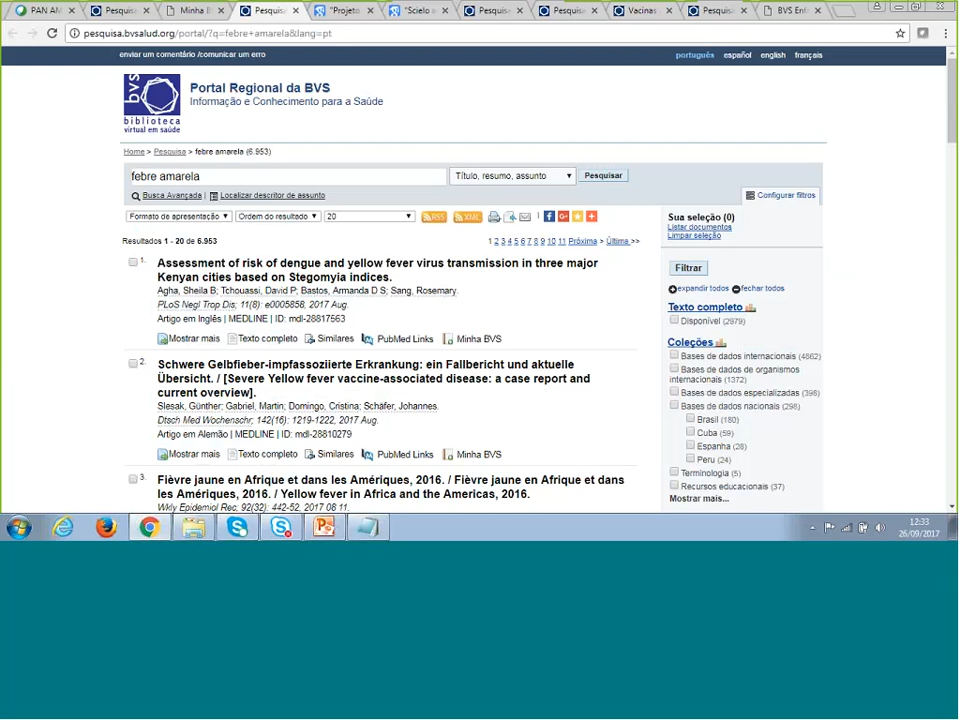 PAN AM
Pesquisa
Minha B
Pesquis
"Projeto
"Scielo a
Pesquis
Pesquis
Vacinas
Pesquis
BVS Enf
pesquisa.bvsalud.org/portal/?q=febre+amarela&lang=pt
enviar um comentário /comunicar um erro
português español english français
bvs
biblioteca
virtual em saúde
Portal Regional da BVS
Informação e Conhecimento para a Saúde
Home > Pesquisa > febre amarela (6.953)
febre amarela
Título, resumo, assunto
Pesquisar
Busca Avançada | Localizar descritor de assunto
Configurar filtros
Formato de apresentação
Ordem do resultado
20
RSS XML
Resultados 1 - 20 de 6.953
1 2 3 4 5 6 7 8 9 10 11 Próxima > Última >>
1. Assessment of risk of dengue and yellow fever virus transmission in three major
Kenyan cities based on Stegomyia indices.
Agha, Sheila B; Tchouassi, David P; Bastos, Armanda D S; Sang, Rosemary.
PLoS Negl Trop Dis; 11(8): e0005858, 2017 Aug.
Artigo em Inglês | MEDLINE | ID: mdl-28817563
Mostrar mais Texto completo Similares PubMed Links Minha BVS
2. Schwere Gelbfieber-impfassoziierte Erkrankung: ein Fallbericht und aktuelle
Übersicht. / [Severe Yellow fever vaccine-associated disease: a case report and
current overview].
Slesak, Günther; Gabriel, Martin; Domingo, Cristina; Schäfer, Johannes.
Dtsch Med Wochenschr; 142(16): 1219-1222, 2017 Aug.
Artigo em Alemão | MEDLINE | ID: mdl-28810279
Mostrar mais Texto completo Similares PubMed Links Minha BVS
3. Fièvre jaune en Afrique et dans les Amériques, 2016. / Fièvre jaune en Afrique et dans
les Amériques, 2016. / Yellow fever in Africa and the Americas, 2016.
Wkly Epidemiol Rec; 92(32): 442-52, 2017 08 11.
Sua seleção (0)
Listar documentos
Limpar seleção
Filtrar
expandir todos fechar todos
Texto completo
Disponível (2979)
Coleções
Bases de dados internacionais (4862)
Bases de dados de organismos
internacionais (1372)
Bases de dados especializadas (398)
Bases de dados nacionais (298)
Brasil (180)
Cuba (59)
Espanha (28)
Peru (24)
Terminologia (5)
Recursos educacionais (37)
Mostrar mais...
12:33
26/09/2017